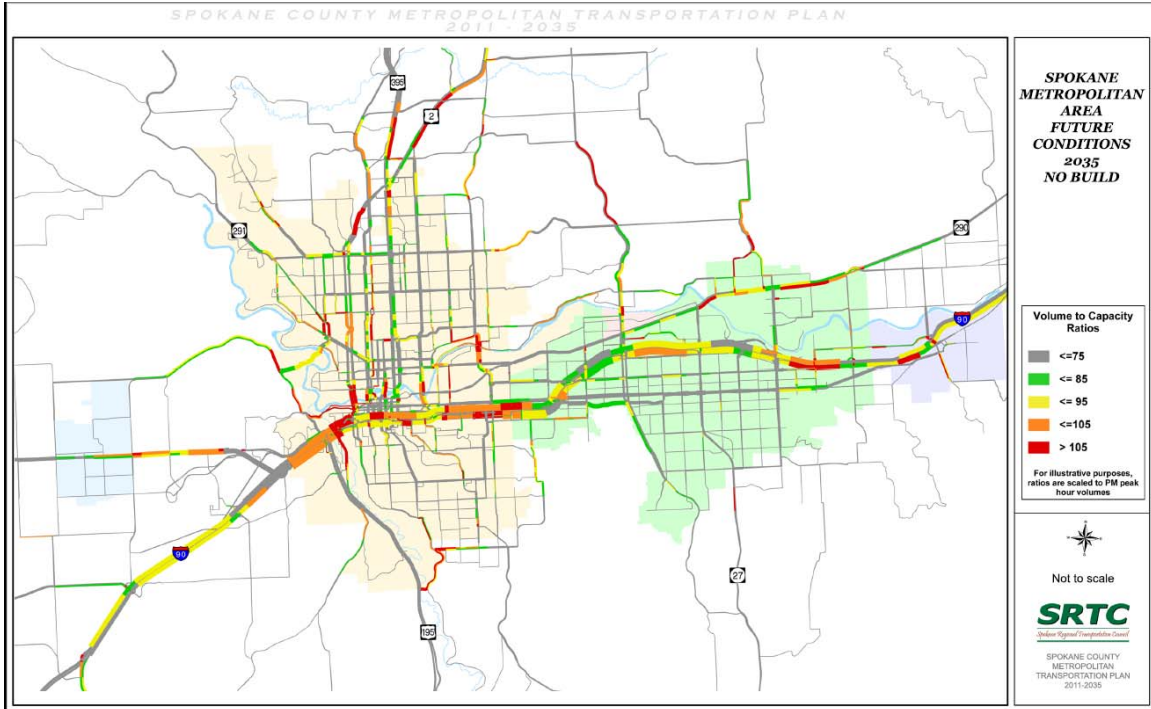 SPOKANE COUNTY METROPOLITAN TRANSPORTATION PLAN
2011 - 2035
395
2
291
290
90
90
27
195
SPOKANE
METROPOLITAN
AREA
FUTURE
CONDITIONS
2035
NO BUILD
Volume to Capacity
Ratios
<=75
<= 85
<= 95
<=105
> 105
For illustrative purposes,
ratios are scaled to PM peak
hour volumes
Not to scale
SRTC
Spokane Regional Transportation Council
SPOKANE COUNTY
METROPOLITAN
TRANSPORTATION PLAN
2011-2035